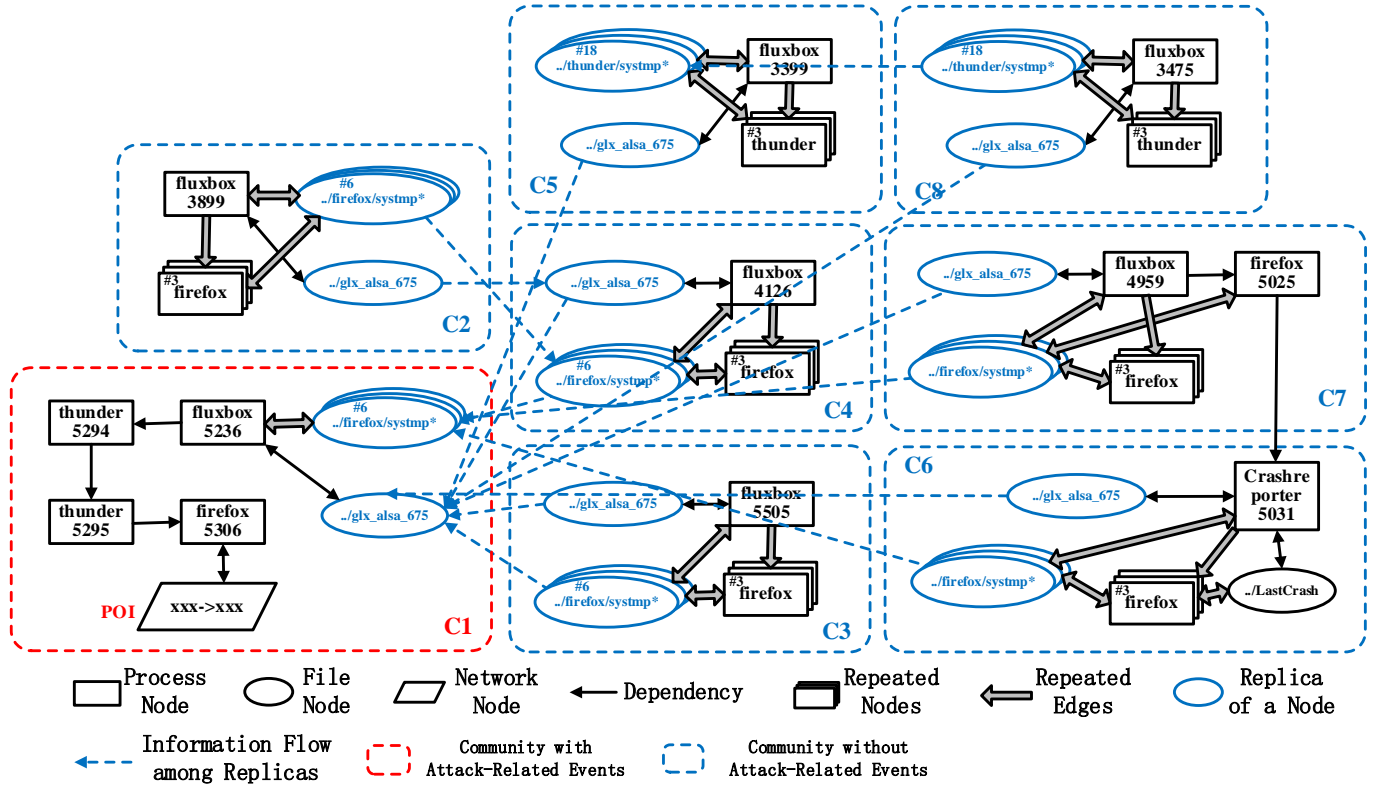 #18
../thunder/systmp*
fluxbox
3399
../glx_alsa_675
#3
thunder
C5
#18
../thunder/systmp*
fluxbox
3475
../glx_alsa_675
#3
thunder
C8
fluxbox
3899
#6
../firefox/systmp*
#3
firefox
../glx_alsa_675
C2
../glx_alsa_675
fluxbox
4126
#6
../firefox/systmp*
#3
firefox
C4
../glx_alsa_675
fluxbox
4959
firefox
5025
../firefox/systmp*
#3
firefox
C7
thunder
5294
fluxbox
5236
#6
../firefox/systmp*
thunder
5295
firefox
5306
../glx_alsa_675
POI
xxx->xxx
C1
../glx_alsa_675
fluxbox
5505
#6
../firefox/systmp*
#3
firefox
C3
C6
../glx_alsa_675
Crashre
porter
5031
../firefox/systmp*
#3
firefox
../LastCrash
Process
Node
File
Node
Network
Node
Dependency
Repeated
Nodes
Repeated
Edges
Replica
of a Node
Information Flow
among Replicas
Community with
Attack-Related Events
Community without
Attack-Related Events